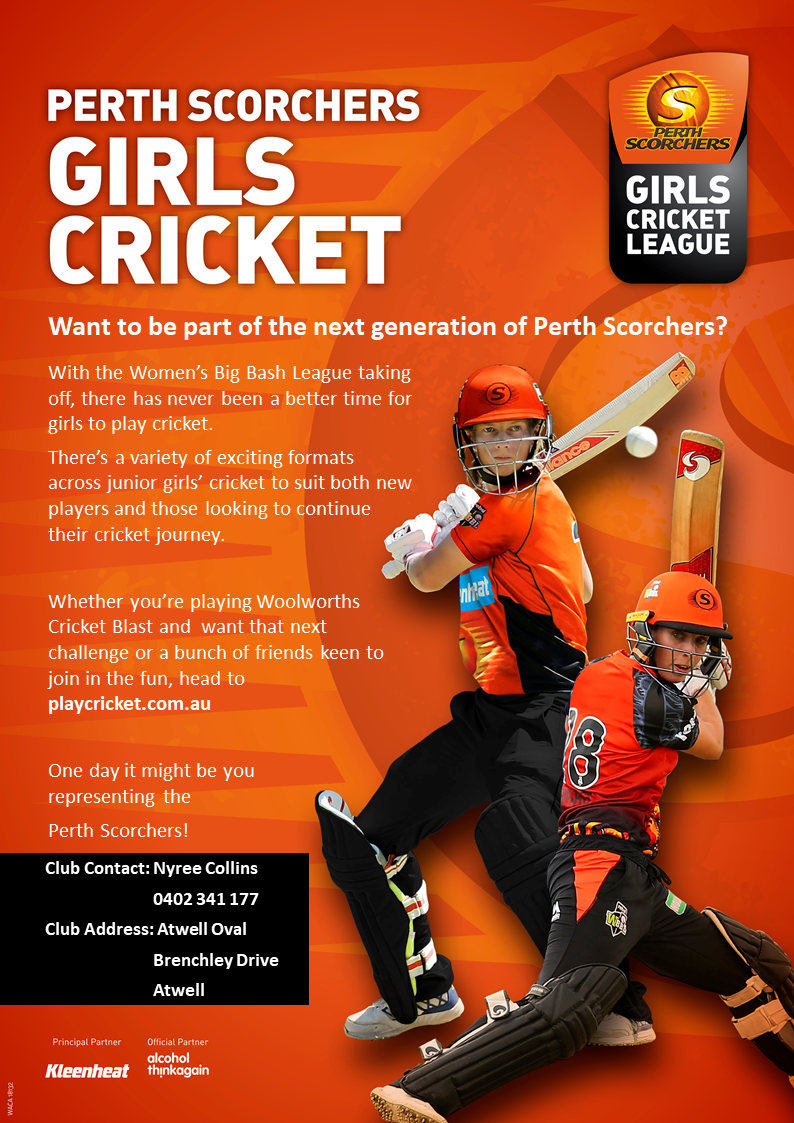 PERTH SCORCHERS
GIRLS
CRICKET
PERTH
SCORCHERS
GIRLS
CRICKET
LEAGUE
Want to be part of the next generation of Perth Scorchers?
With the Women's Big Bash League taking
off, there has never been a better time for
girls to play cricket.
There's a variety of exciting formats
across junior girls' cricket to suit both new
players and those looking to continue
their cricket journey.
Whether you're playing Woolworths
Cricket Blast and want that next
challenge or a bunch of friends keen to
join in the fun, head to
playcricket.com.au
One day it might be you
representing the
Perth Scorchers!
Club Contact: Nyree Collins
0402 341 177
Club Address: Atwell Oval
Brenchley Drive
Atwell
Principal Partner
Kleenheat
Official Partner
alcohol
thinkagain
WACA 18132